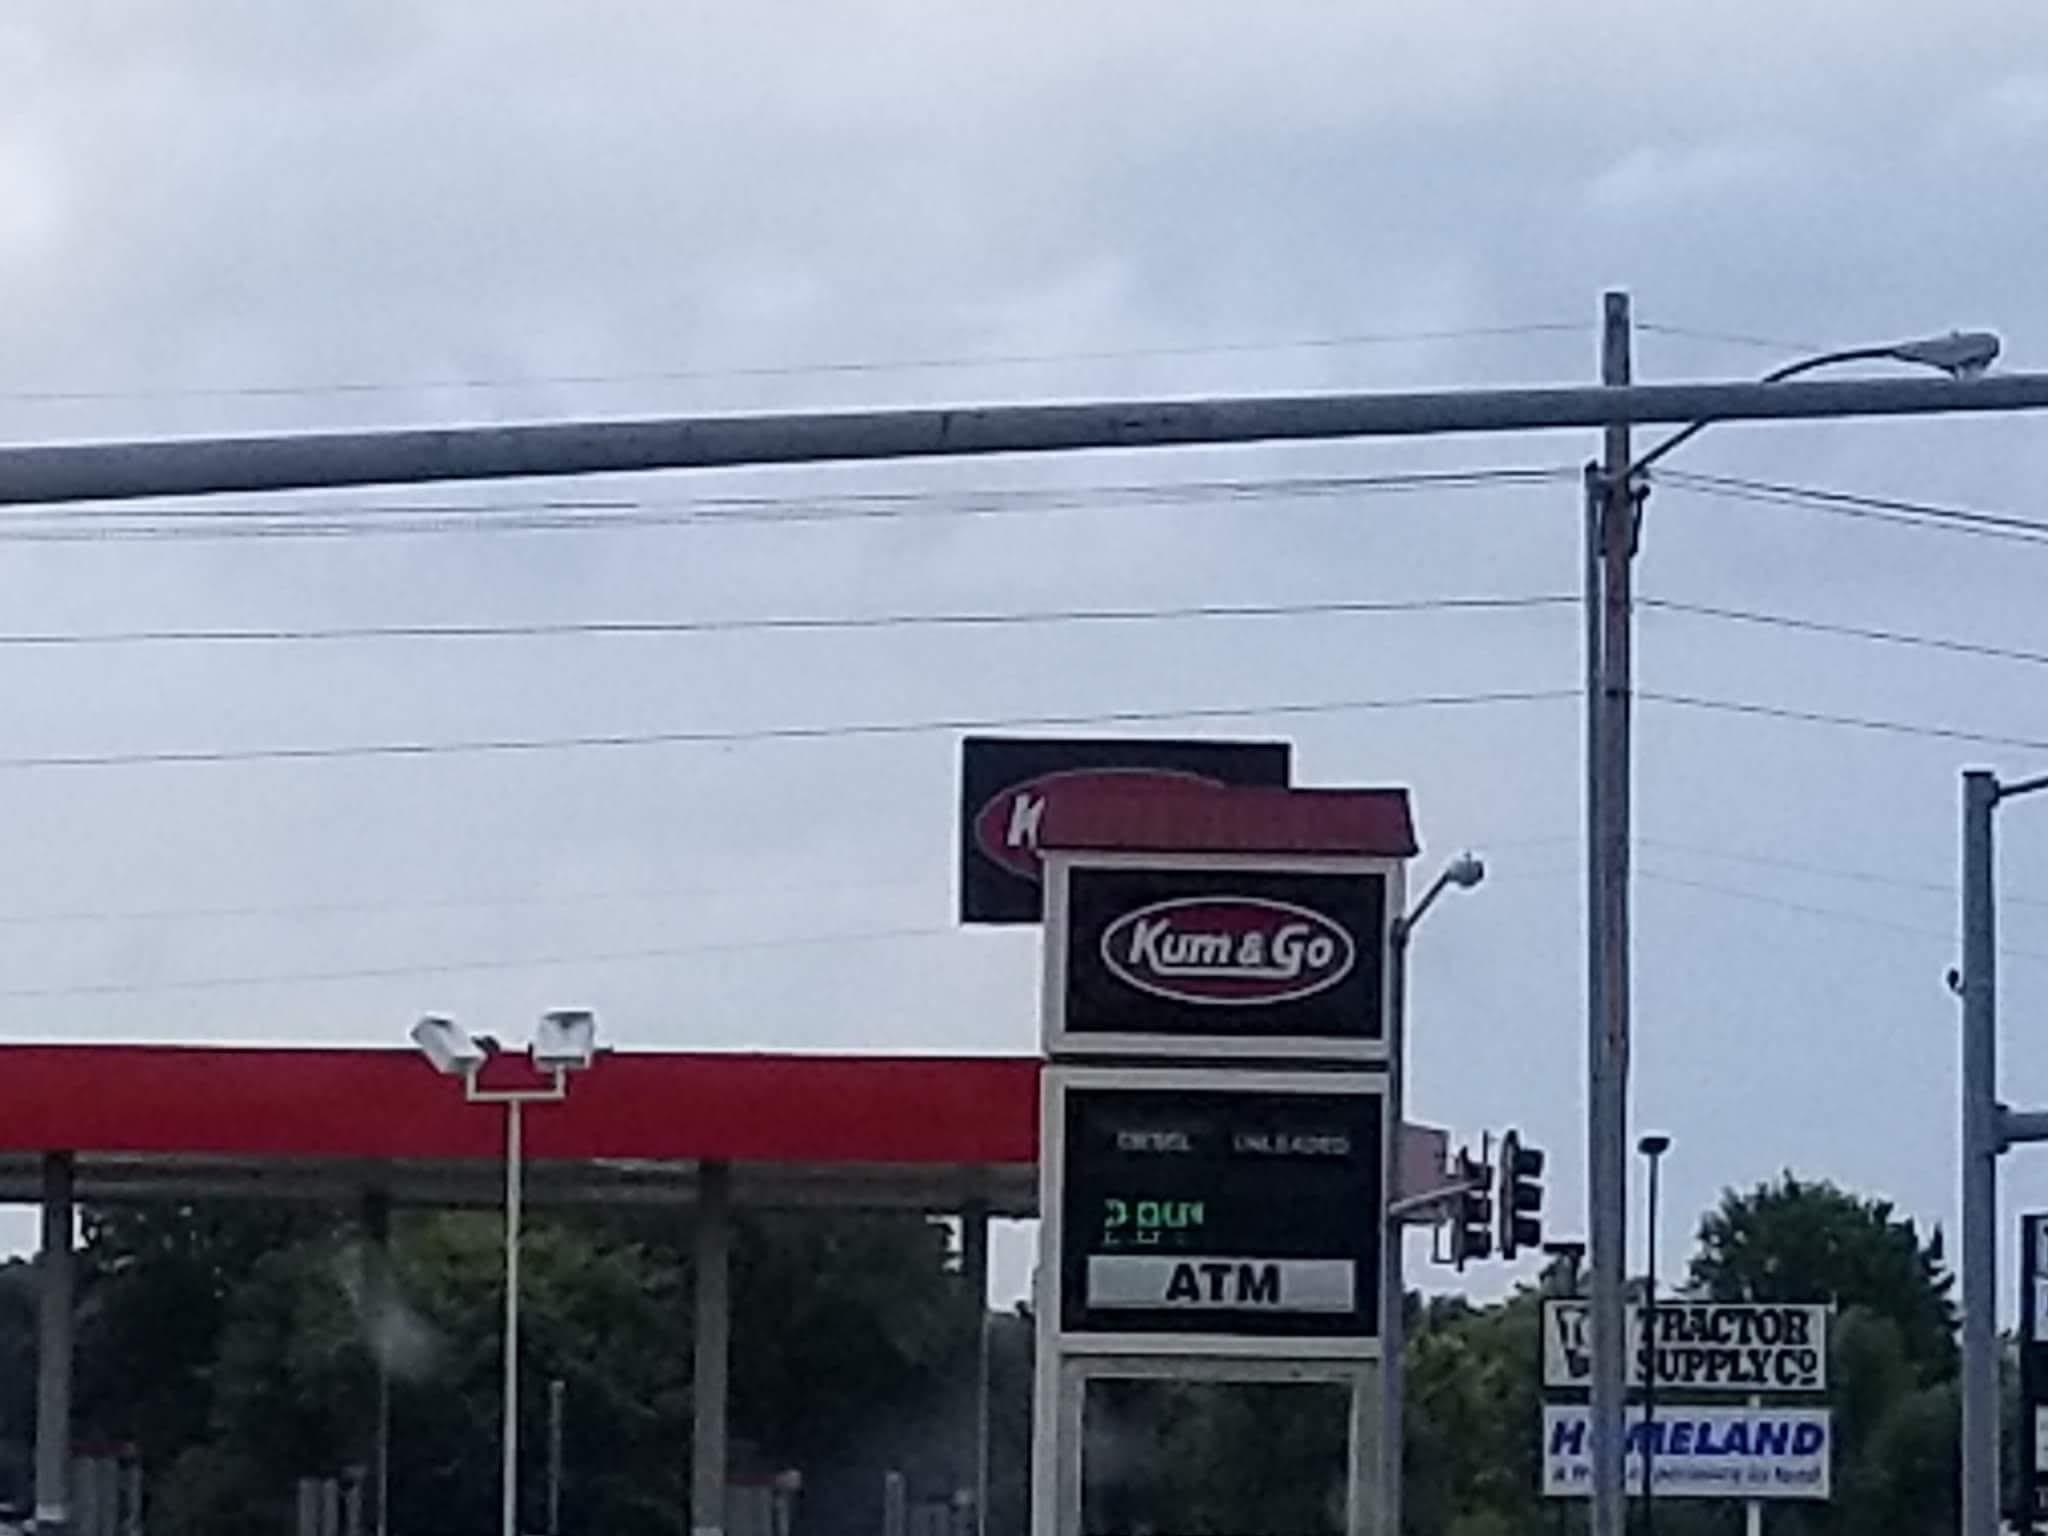 K
Kum & Go
DIESEL UNLEADED
ATM
TRACTOR
SUPPLY Co
HOMELAND